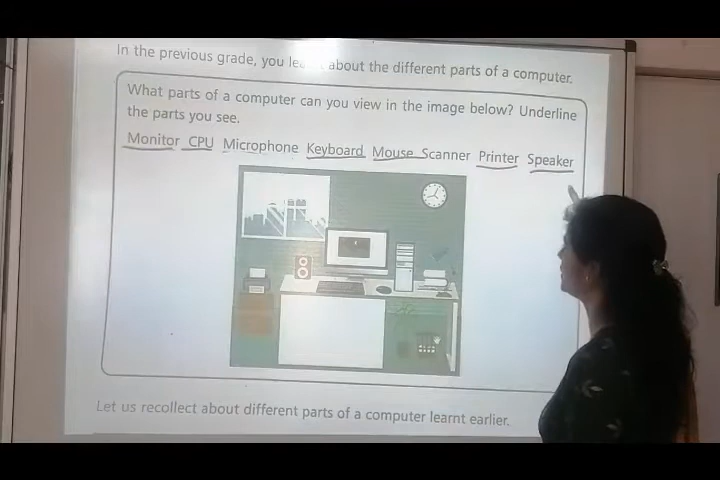 In the previous grade, you about the different parts of a computer.
What parts of a computer can you view in the image below? Underline
the parts you see.
Monitor CPU Microphone Keyboard Mouse Scanner Printer Speaker
Let us recollect about different parts of a computer learnt earlier.